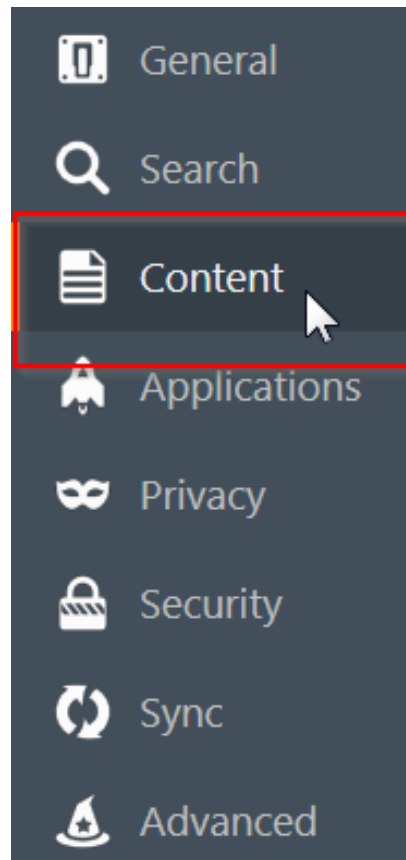 General
Search
Content
Applications
Privacy
Security
Sync
Advanced